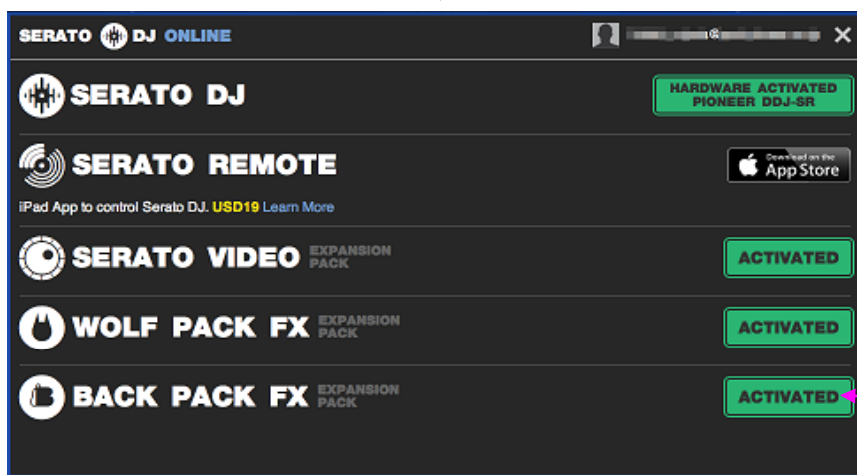 SERATO DJ ONLINE
SERATO DJ
HARDWARE ACTIVATED
PIONEER DDJ-SR
SERATO REMOTE
Download on the
App Store
iPad App to control Serato DJ. USD19 Learn More
SERATO VIDEO EXPANSION
PACK
ACTIVATED
WOLF PACK FX EXPANSION
PACK
ACTIVATED
BACK PACK FX EXPANSION
PACK
ACTIVATED